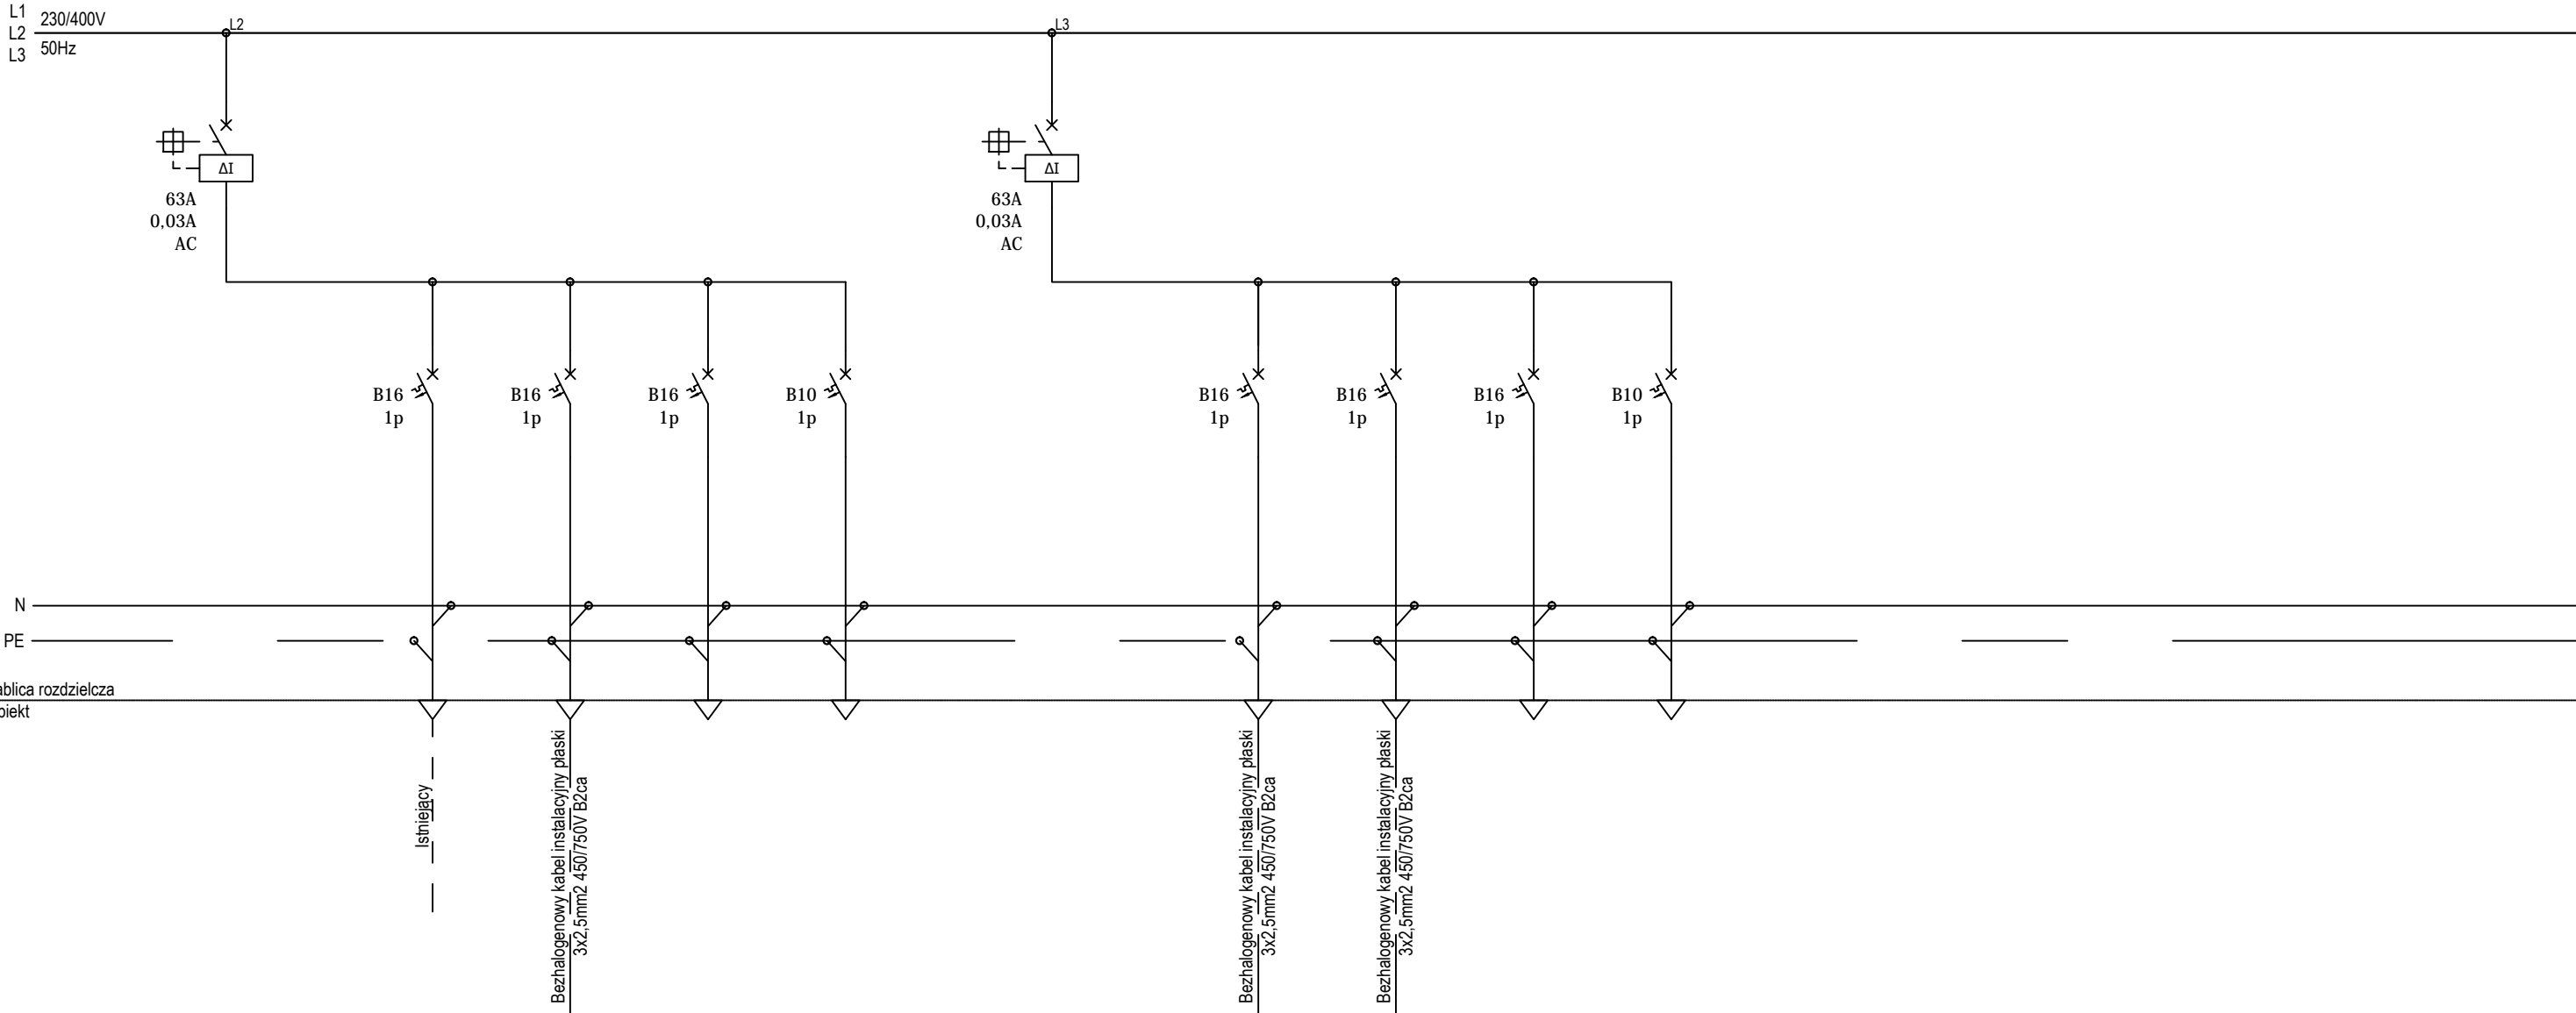 L1
L2
L3
230/400V
50Hz
L2
L3
ΔI
63A
0,03A
AC
ΔI
63A
0,03A
AC
B16
1p
B16
1p
B16
1p
B10
1p
B16
1p
B16
1p
B16
1p
B10
1p
N
PE
ablica rozdzielcza
biekt
Istniejący
Bezhalogenowy kabel instalacyjny płaski
3x2,5mm2 450/750V B2ca
Bezhalogenowy kabel instalacyjny płaski
3x2,5mm2 450/750V B2ca
Bezhalogenowy kabel instalacyjny płaski
3x2,5mm2 450/750V B2ca